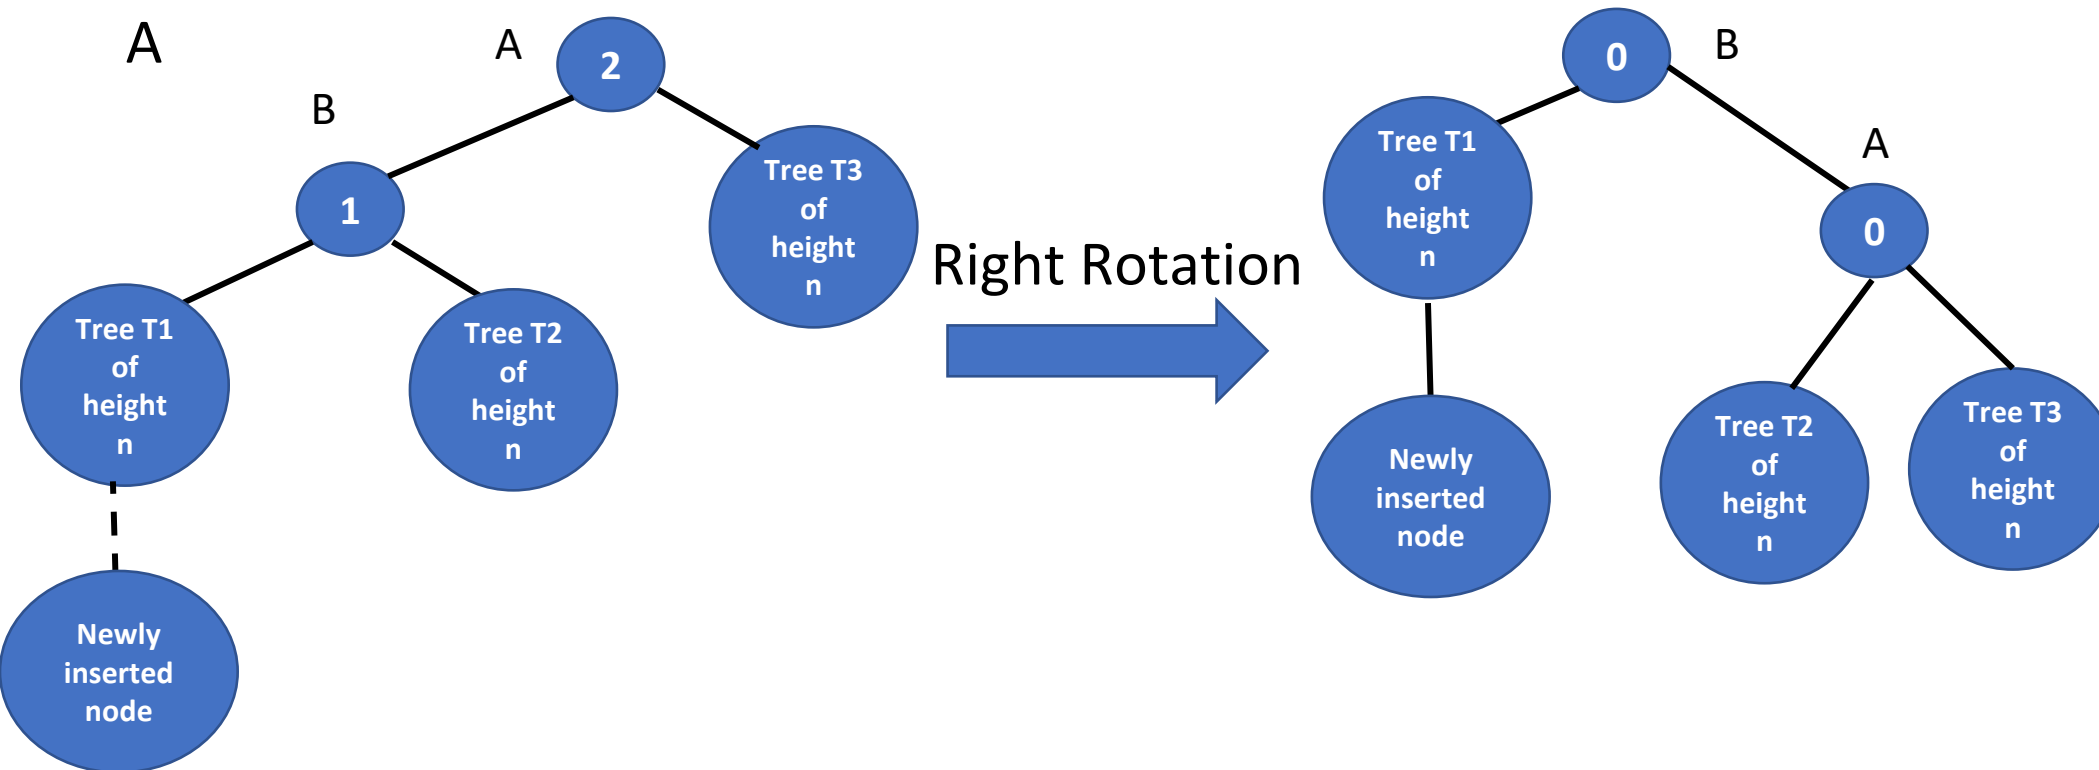 A
A
2
B
1
Tree T3
of
height
n
Tree T1
of
height
n
Tree T2
of
height
n
Newly
inserted
node
Right Rotation
0
B
Tree T1
of
height
n
A
0
Newly
inserted
node
Tree T2
of
height
n
Tree T3
of
height
n